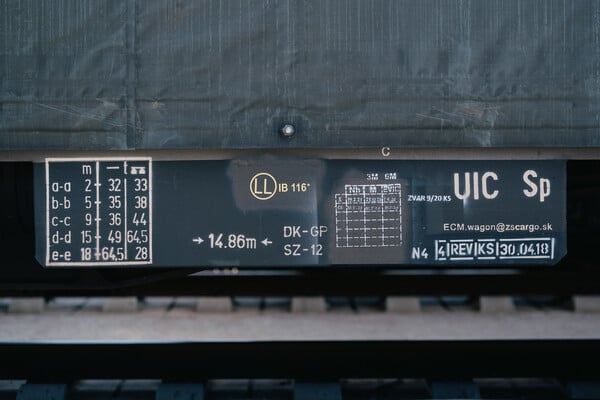 C
m — t
a-a 2 - 32 33
b-b 5 - 35 38
c-c 9 - 36 44
d-d 15 - 49 64,5
e-e 18 - 64,5 28
LL IB 116*
→ 14.86m ←
DK-GP
SZ-12
3M 6M
Nb M
ZVAR 9/20 KS
UIC Sp
ECM.wagon@zscargo.sk
N4 4 REV KS 30.04.18